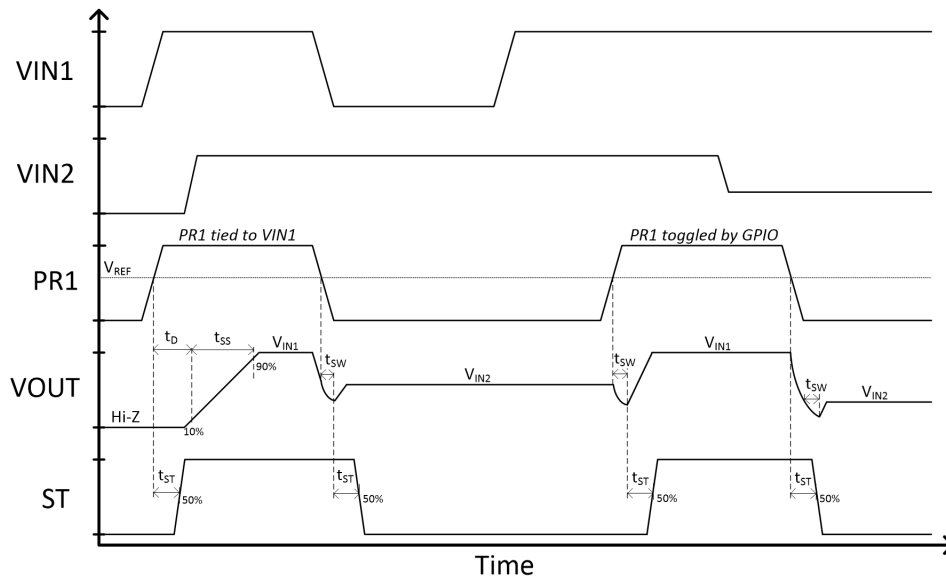 VIN1
VIN2
PR1 tied to VIN1
PR1 toggled by GPIO
VREF
PR1
tD
tSS
VIN1
90%
tSW
VIN2
tSW
VIN1
tSW
VIN2
VOUT
Hi-Z
10%
tST
50%
tST
50%
tST
50%
tST
50%
ST
Time